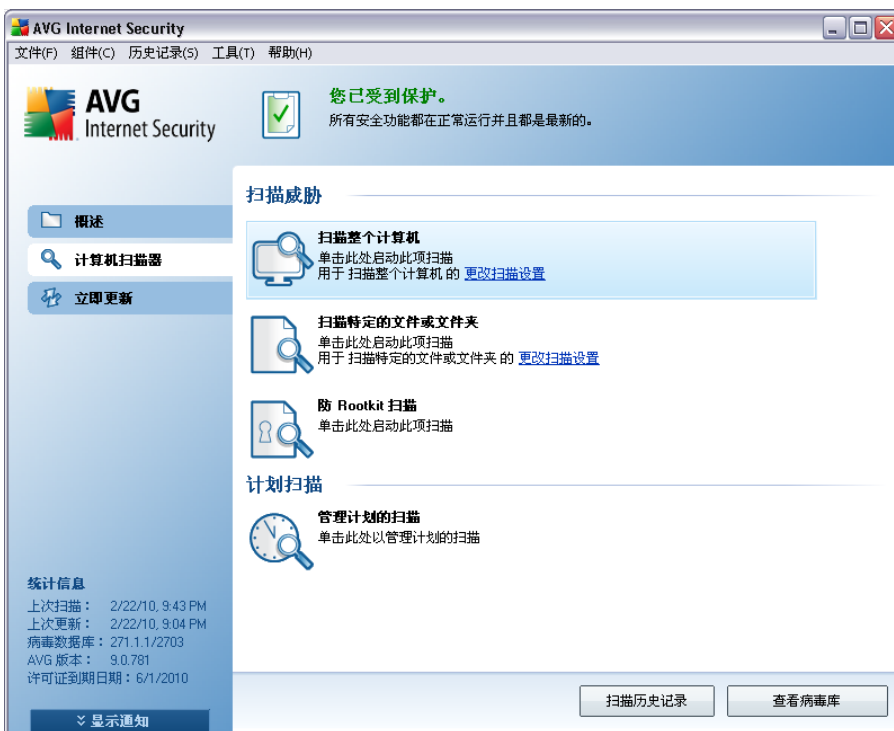 AVG Internet Security
文件(F) 组件(C) 历史记录(S) 工具(T) 帮助(H)
AVG
Internet Security
您已受到保护。
所有安全功能都在正常运行并且都是最新的。
概述
计算机扫描器
立即更新
扫描威胁
扫描整个计算机
单击此处启动此项扫描
用于 扫描整个计算机 的 更改扫描设置
扫描特定的文件或文件夹
单击此处启动此项扫描
用于 扫描特定的文件或文件夹 的 更改扫描设置
防 Rootkit 扫描
单击此处启动此项扫描
计划扫描
管理计划的扫描
单击此处以管理计划的扫描
统计信息
上次扫描： 2/22/10, 9:43 PM
上次更新： 2/22/10, 9:04 PM
病毒数据库：271.1.1/2703
AVG 版本： 9.0.781
许可证到期日期：6/1/2010
显示通知
扫描历史记录
查看病毒库